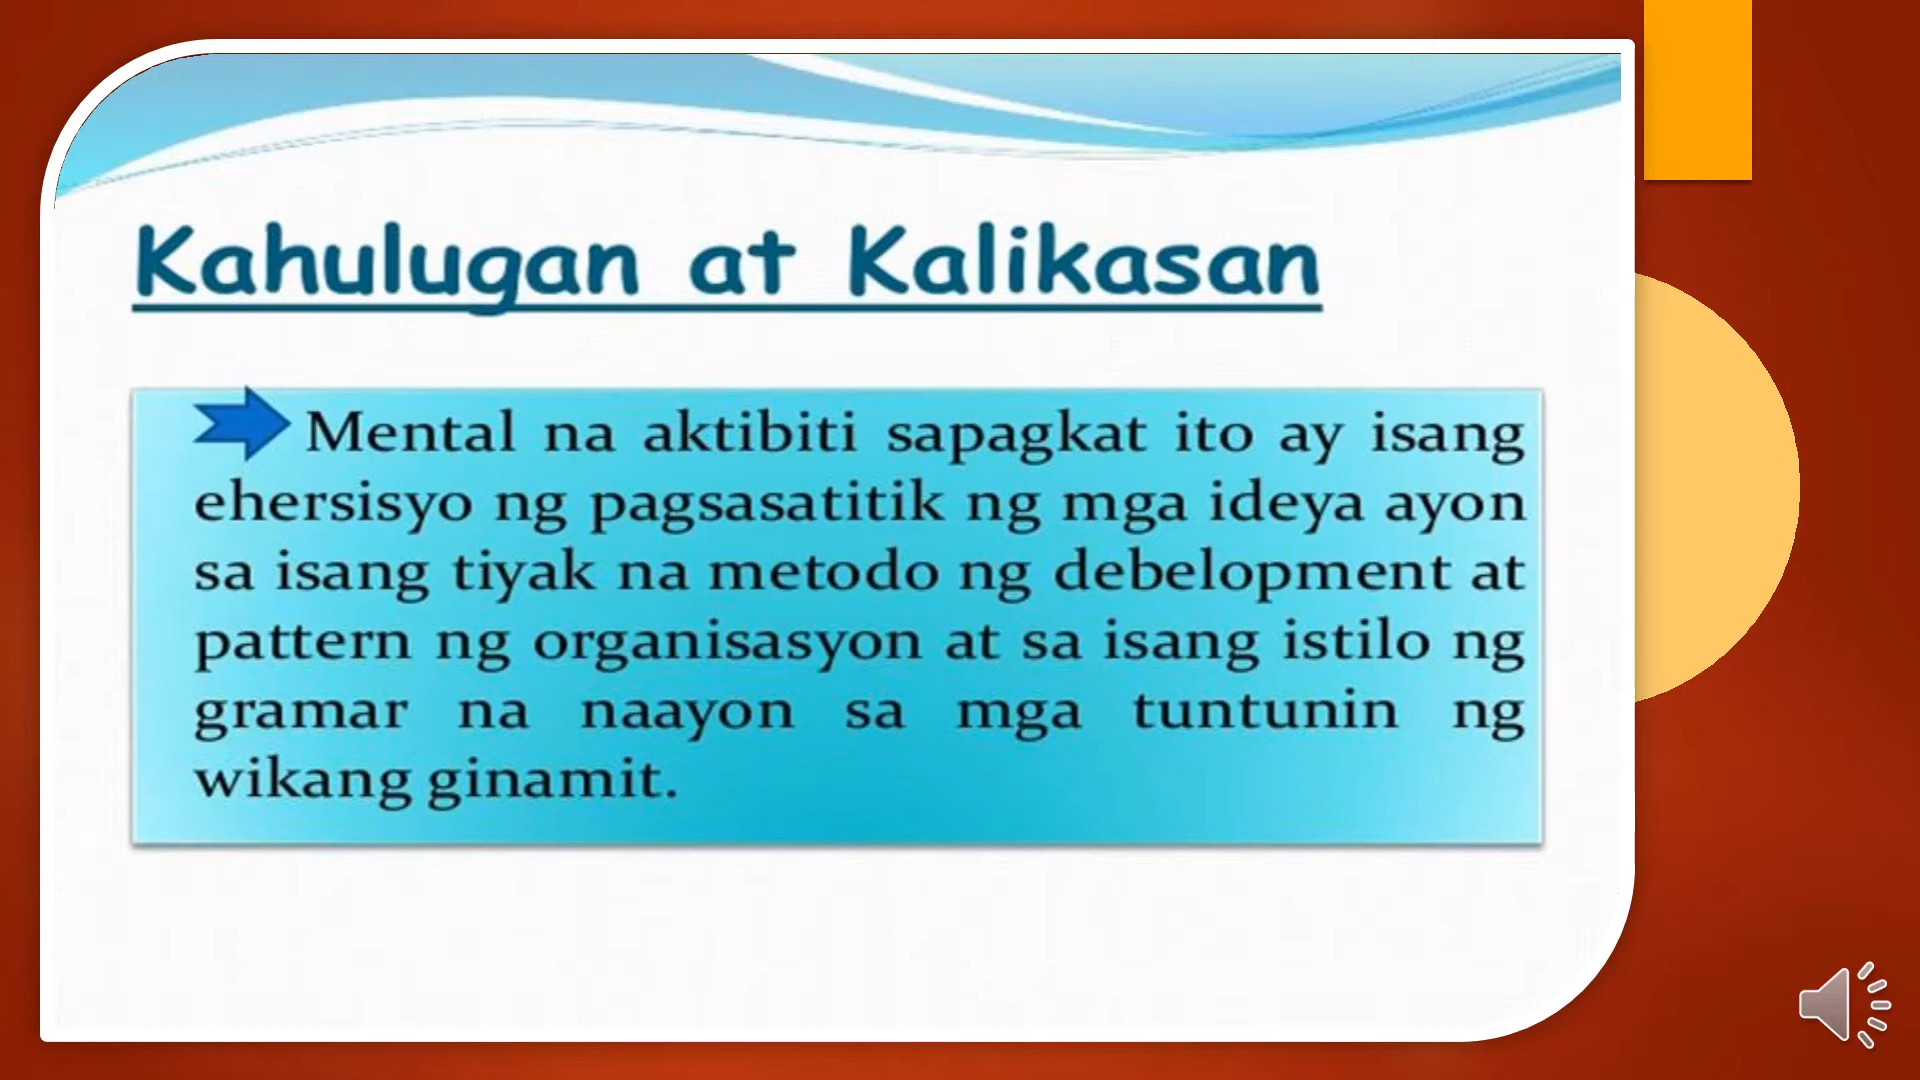 Kahulugan at Kalikasan
Mental na aktibiti sapagkat ito ay isang
ehersisyo ng pagsasatitik ng mga ideya ayon
sa isang tiyak na metodo ng debelopment at
pattern ng organisasyon at sa isang istilo ng
gramar na naayon sa mga tuntunin ng
wikang ginamit.